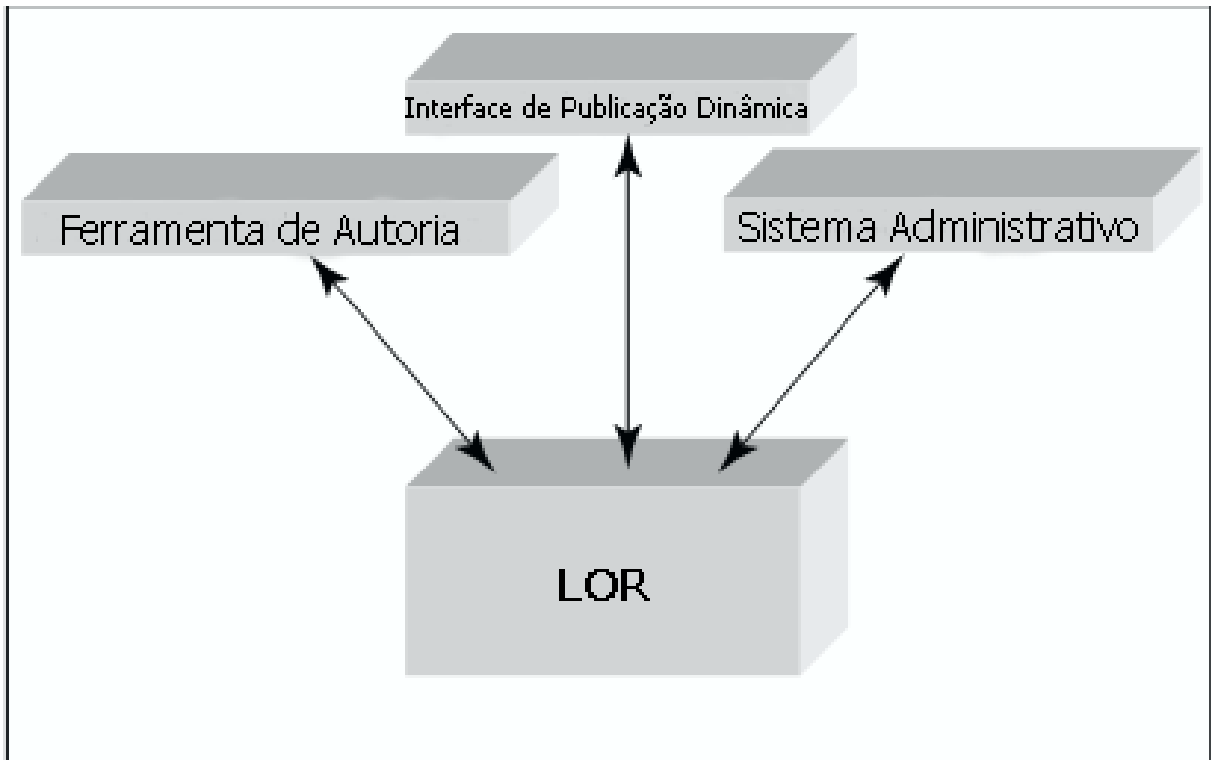 Interface de Publicação Dinâmica
Ferramenta de Autoria
Sistema Administrativo
LOR